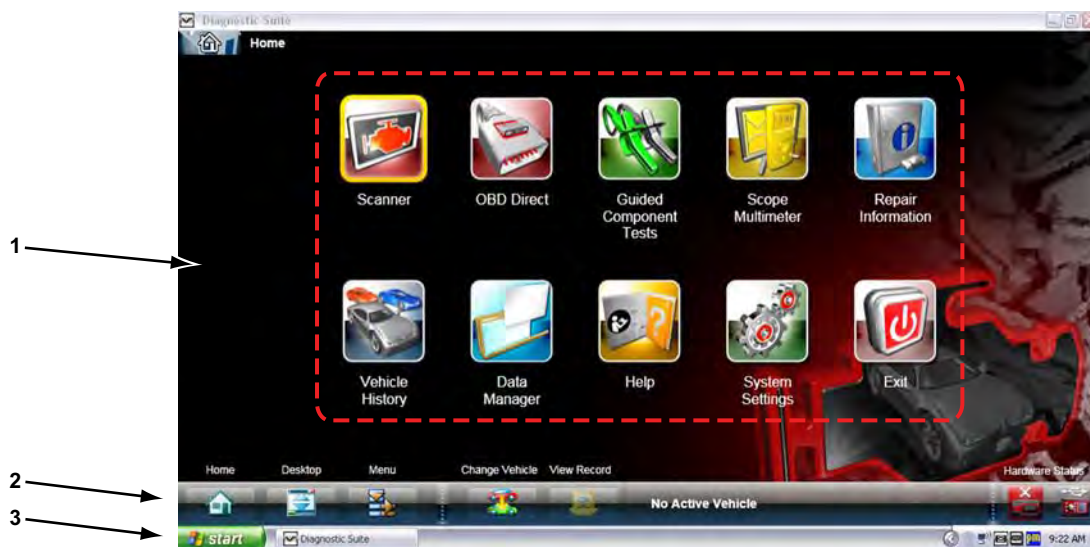 Diagnostic Suite
Home
Scanner
OBD Direct
Guided
Component
Tests
Scope
Multimeter
Repair
Information
1
Vehicle
History
Data
Manager
Help
System
Settings
Exit
Home Desktop Menu Change Vehicle View Record Hardware Status
2
No Active Vehicle
3
start Diagnostic Suite 9:22 AM